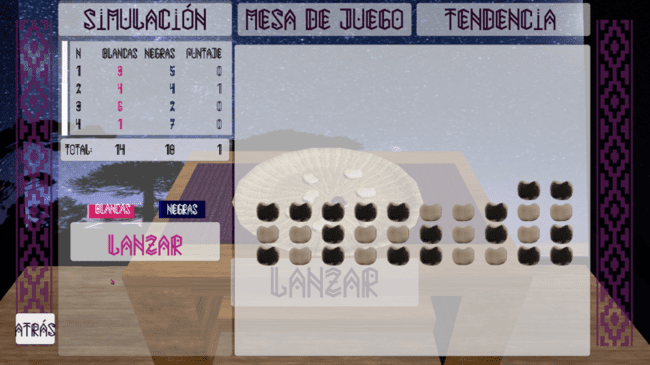 SIMULACIÓN
MESA DE JUEGO
TENDENCIA
N BLANCAS NEGRAS PUNTAJE
1 3 5 0
2 4 4 1
3 6 2 0
4 1 7 0
TOTAL: 14 18 1
BLANCAS NEGRAS
LANZAR
LANZAR
ATRÁS